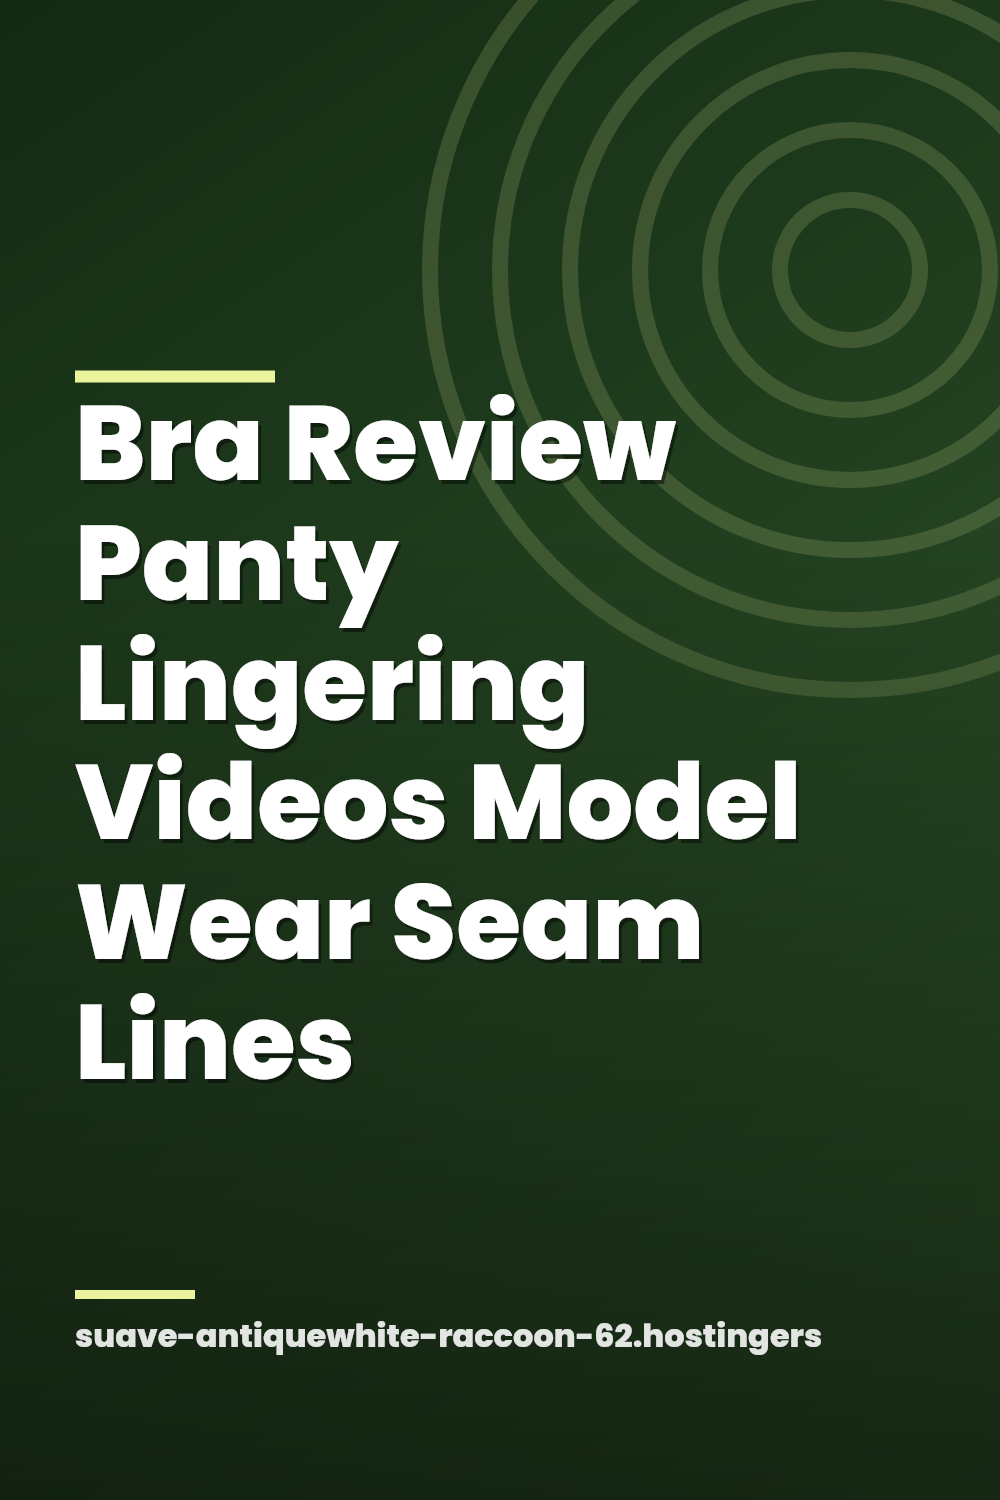 Bra Review
Panty
Lingering
Videos Model
Wear Seam
Lines
suave-antiquewhite-raccoon-62.hostingers